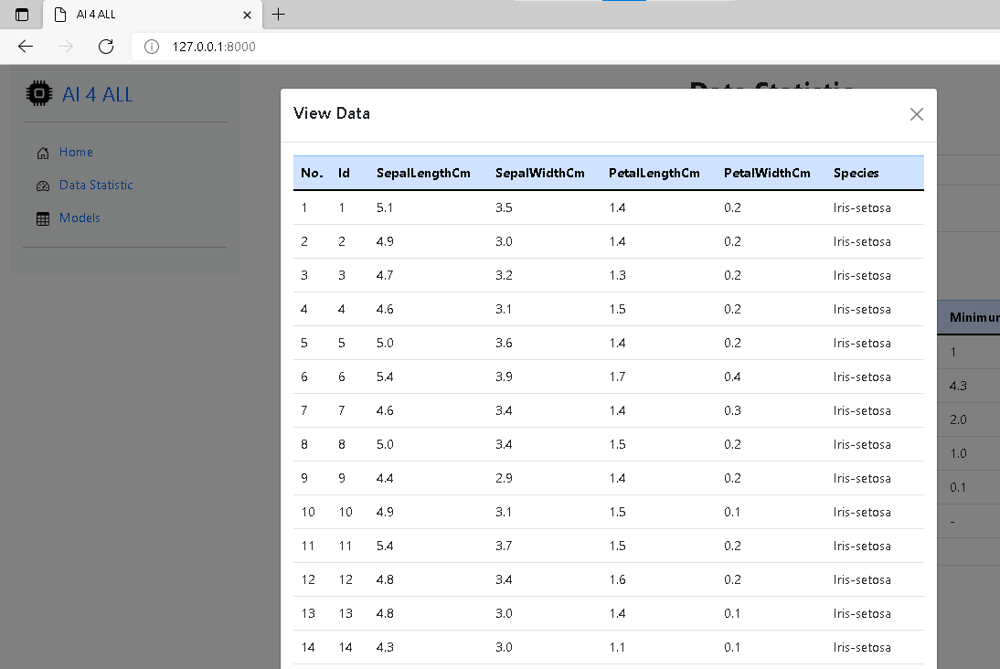 AI 4 ALL
127.0.0.1:8000
AI 4 ALL
Home
Data Statistic
Models
Data Statistic
View Data
No. Id SepalLengthCm SepalWidthCm PetalLengthCm PetalWidthCm Species
1 1 5.1 3.5 1.4 0.2 Iris-setosa
2 2 4.9 3.0 1.4 0.2 Iris-setosa
3 3 4.7 3.2 1.3 0.2 Iris-setosa
4 4 4.6 3.1 1.5 0.2 Iris-setosa
5 5 5.0 3.6 1.4 0.2 Iris-setosa
6 6 5.4 3.9 1.7 0.4 Iris-setosa
7 7 4.6 3.4 1.4 0.3 Iris-setosa
8 8 5.0 3.4 1.5 0.2 Iris-setosa
9 9 4.4 2.9 1.4 0.2 Iris-setosa
10 10 4.9 3.1 1.5 0.1 Iris-setosa
11 11 5.4 3.7 1.5 0.2 Iris-setosa
12 12 4.8 3.4 1.6 0.2 Iris-setosa
13 13 4.8 3.0 1.4 0.1 Iris-setosa
14 14 4.3 3.0 1.1 0.1 Iris-setosa
1
4.3
2.0
1.0
0.1
-